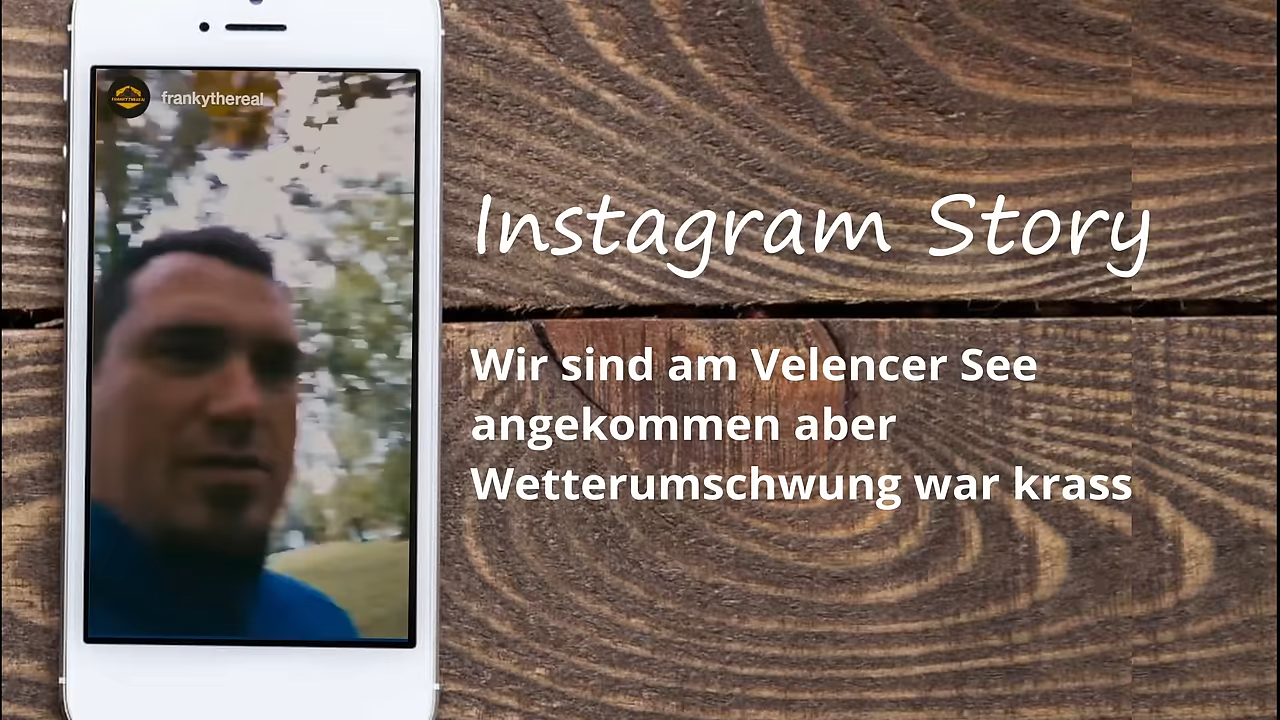 frankythereal
Instagram Story
Wir sind am Velencer See
angekommen aber
Wetterumschwung war krass